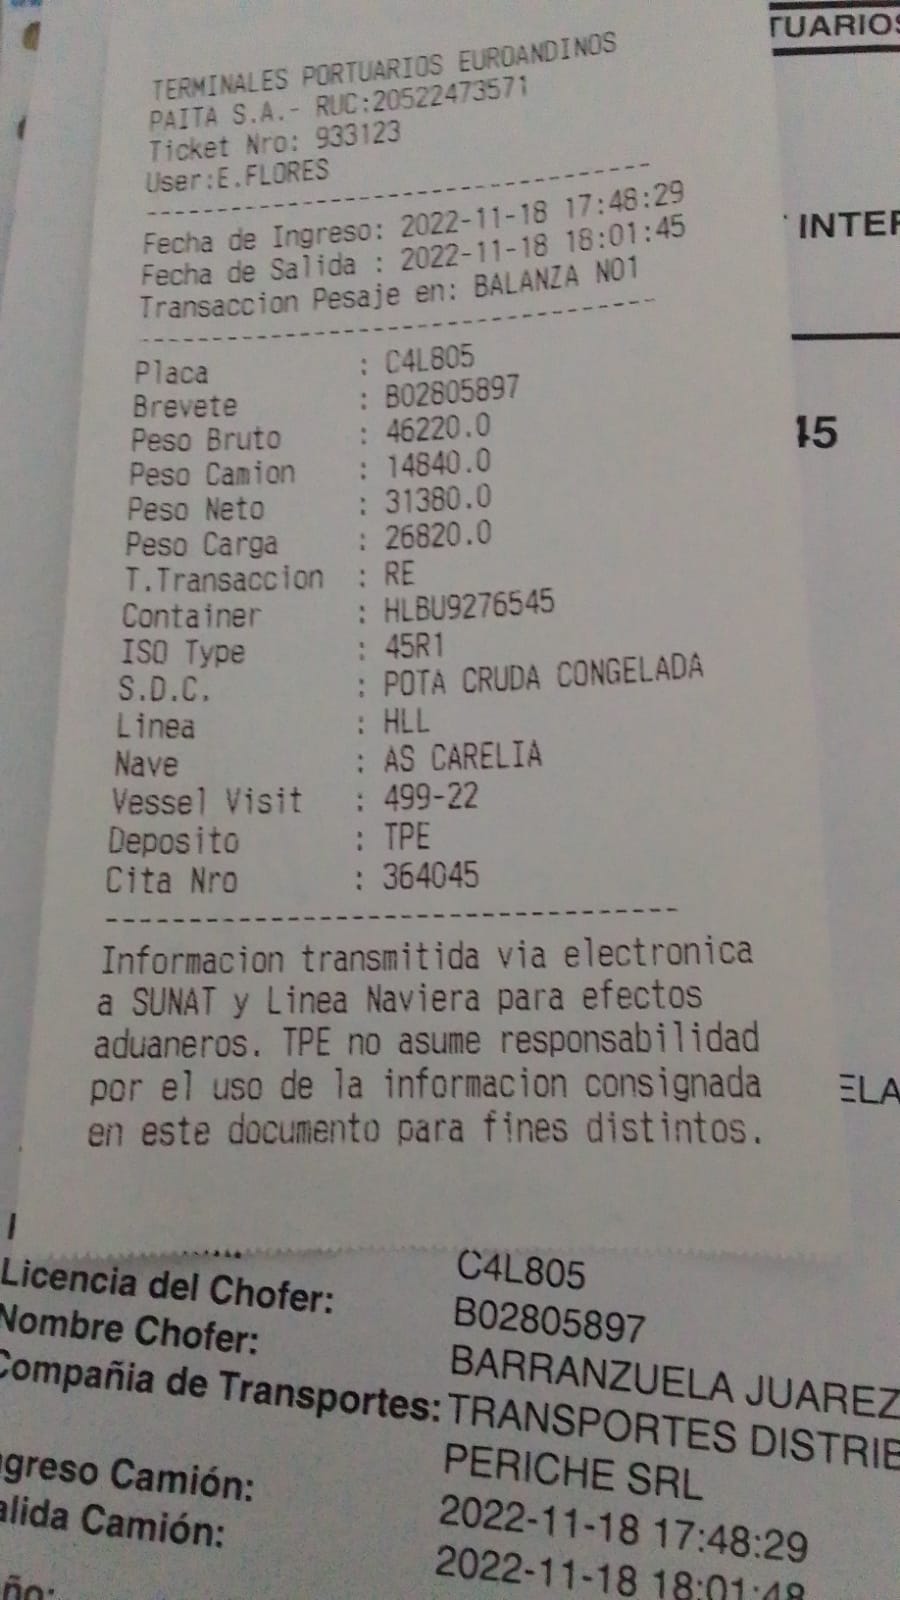 TERMINALES PORTUARIOS EUROANDINOS
PAITA S.A.- RUC:20522473571
Ticket Nro: 933123
User:E.FLORES
---------------------------------
Fecha de Ingreso: 2022-11-18 17:48:29
Fecha de Salida : 2022-11-18 18:01:45
Transaccion Pesaje en: BALANZA NO1
---------------------------------
Placa : C4L805
Brevete : B02805897
Peso Bruto : 46220.0
Peso Camion : 14840.0
Peso Neto : 31380.0
Peso Carga : 26820.0
T.Transaccion : RE
Container : HLBU9276545
ISO Type : 45R1
S.D.C. : POTA CRUDA CONGELADA
Linea : HLL
Nave : AS CARELIA
Vessel Visit : 499-22
Deposito : TPE
Cita Nro : 364045
---------------------------------
Informacion transmitida via electronica
a SUNAT y Linea Naviera para efectos
aduaneros. TPE no asume responsabilidad
por el uso de la informacion consignada
en este documento para fines distintos.
TUARIOS
INTER
45
ELA
C4L805
Licencia del Chofer: B02805897
Nombre Chofer: BARRANZUELA JUAREZ
Compañia de Transportes: TRANSPORTES DISTRIB
PERICHE SRL
ngreso Camión: 2022-11-18 17:48:29
alida Camión: 2022-11-18 18:01:48